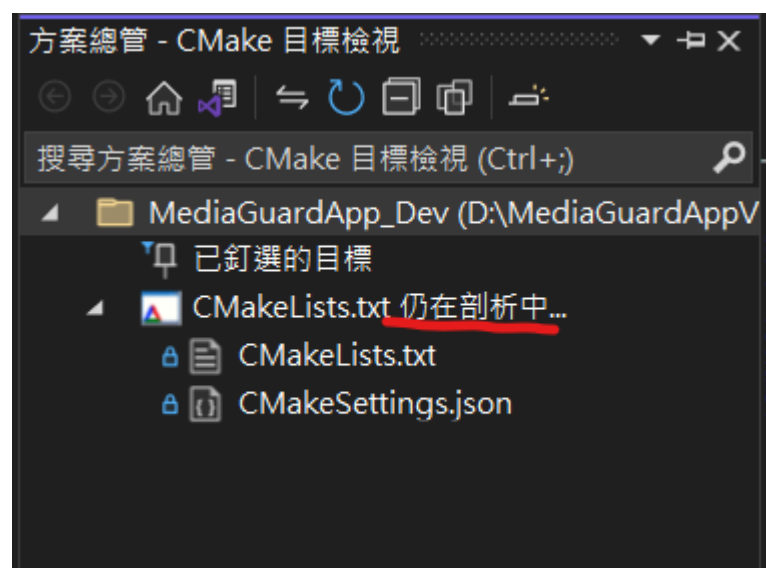 方案總管 - CMake 目標檢視
搜尋方案總管 - CMake 目標檢視 (Ctrl+;)
MediaGuardApp_Dev (D:\MediaGuardAppV
已釘選的目標
CMakeLists.txt 仍在剖析中...
CMakeLists.txt
CMakeSettings.json